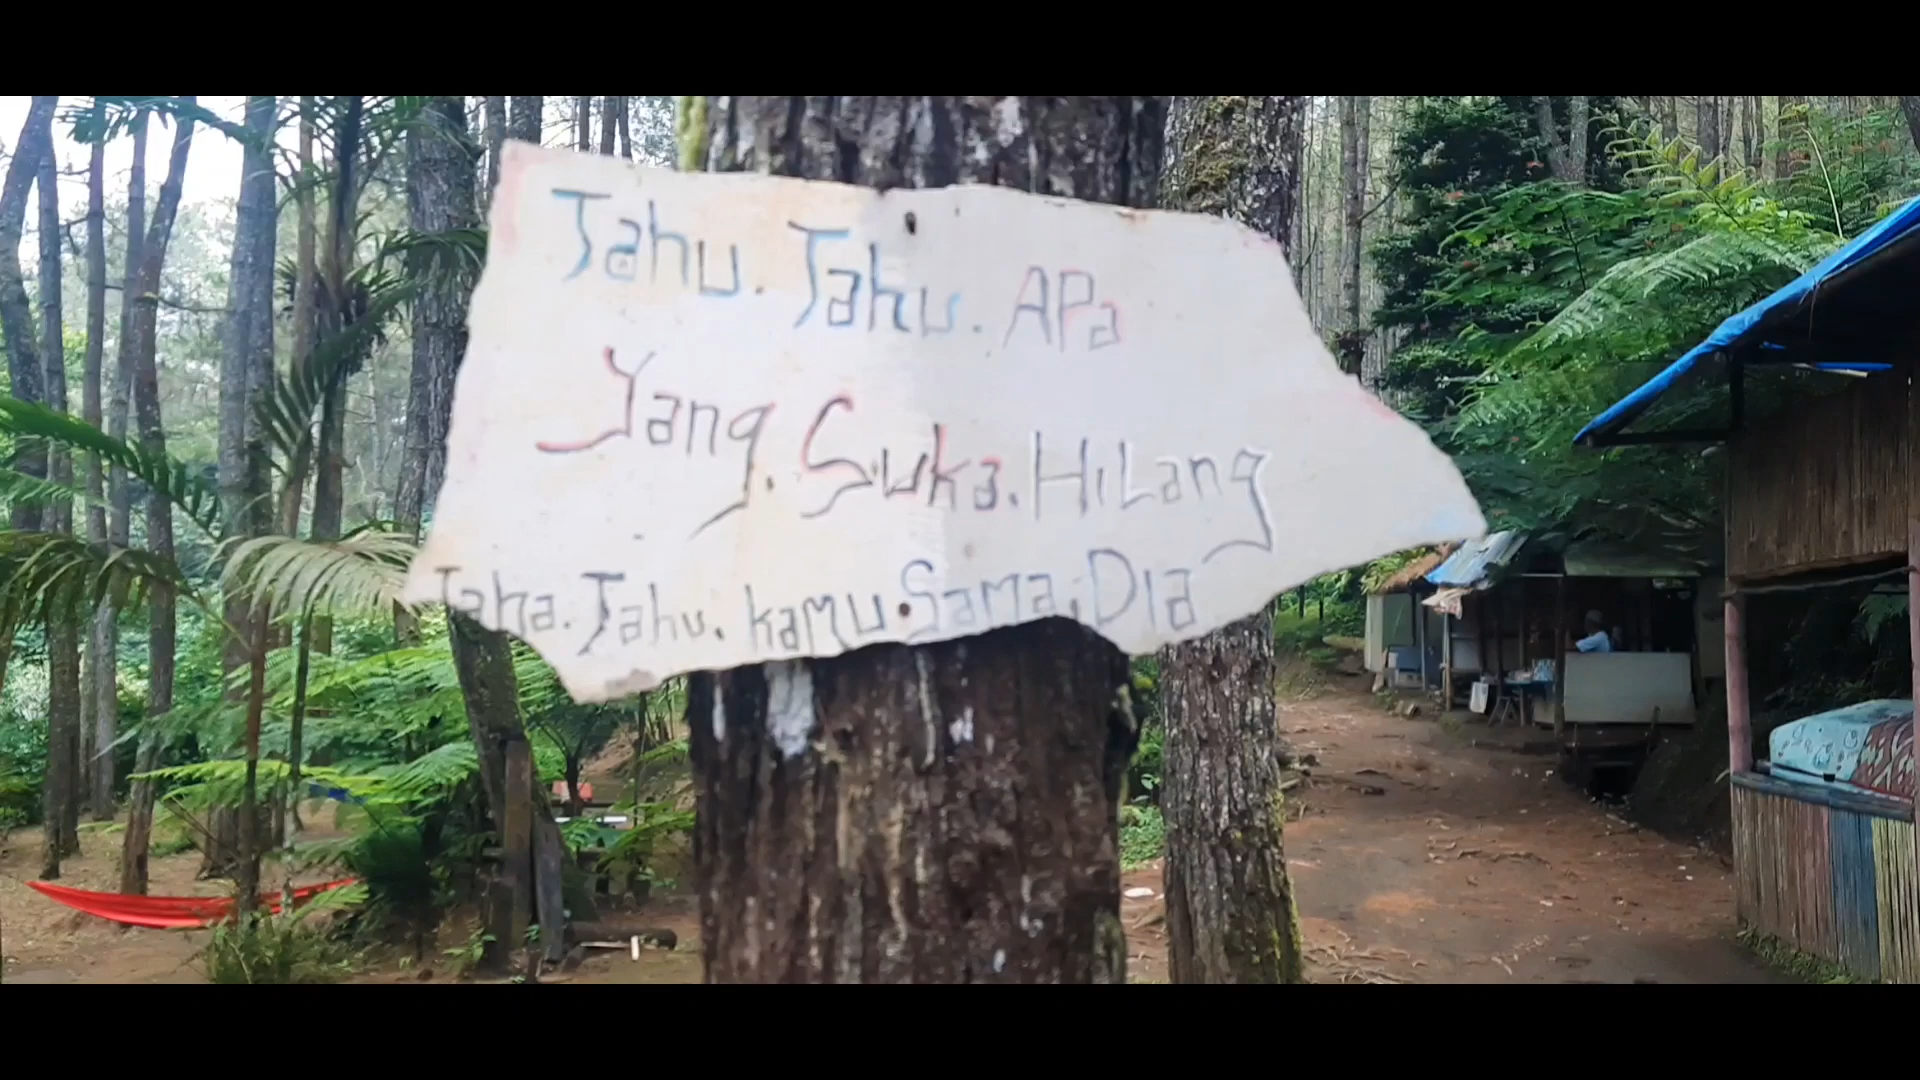 Tahu. Tahu. APa
Yang. Suka. HiLang
Taha. Tahu. kamu. Sama. Dia